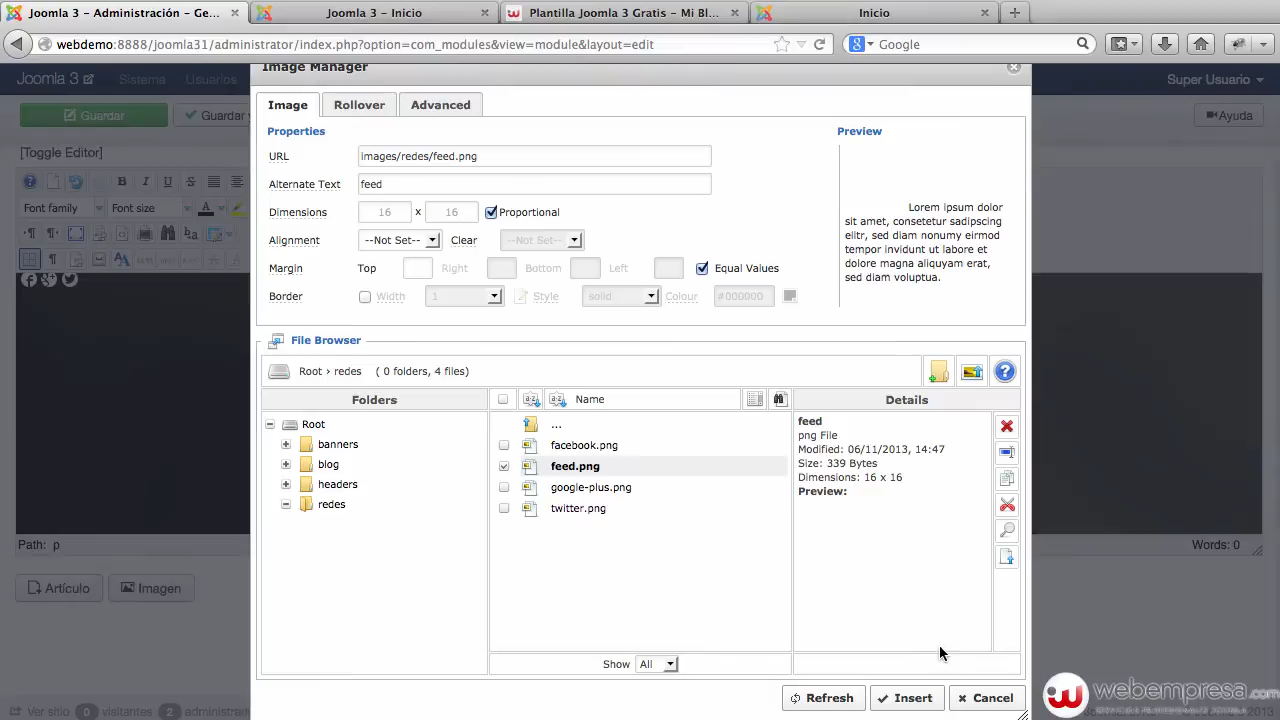 Joomla 3 - Administración - Ge...
Joomla 3 - Inicio
Plantilla Joomla 3 Gratis - Mi Bl...
Inicio
webdemo:8888/joomla31/administrator/index.php?option=com_modules&view=module&layout=edit
Google
Joomla 3 Sistema Usuarios
Super Usuario
Image Manager
Guardar
Guardar
Ayuda
Image Rollover Advanced
[Toggle Editor]
Properties
Preview
URL images/redes/feed.png
Alternate Text feed
Dimensions 16 x 16 Proportional
Alignment --Not Set-- Clear --Not Set--
Margin Top Right Bottom Left Equal Values
Border Width 1 Style solid Colour #000000
Lorem ipsum dolor
sit amet, consetetur sadipscing
elitr, sed diam nonumy eirmod
tempor invidunt ut labore et
dolore magna aliquyam erat,
sed diam voluptua.
Font family Font size
File Browser
Root › redes ( 0 folders, 4 files)
Folders
Name
Details
Root
banners
blog
headers
redes
...
facebook.png
feed.png
google-plus.png
twitter.png
feed
png File
Modified: 06/11/2013, 14:47
Size: 339 Bytes
Dimensions: 16 x 16
Preview:
Path: p
Words: 0
Artículo
Imagen
Show All
Refresh Insert Cancel
Ver sitio 0 visitantes 2 administra
webempresa.com